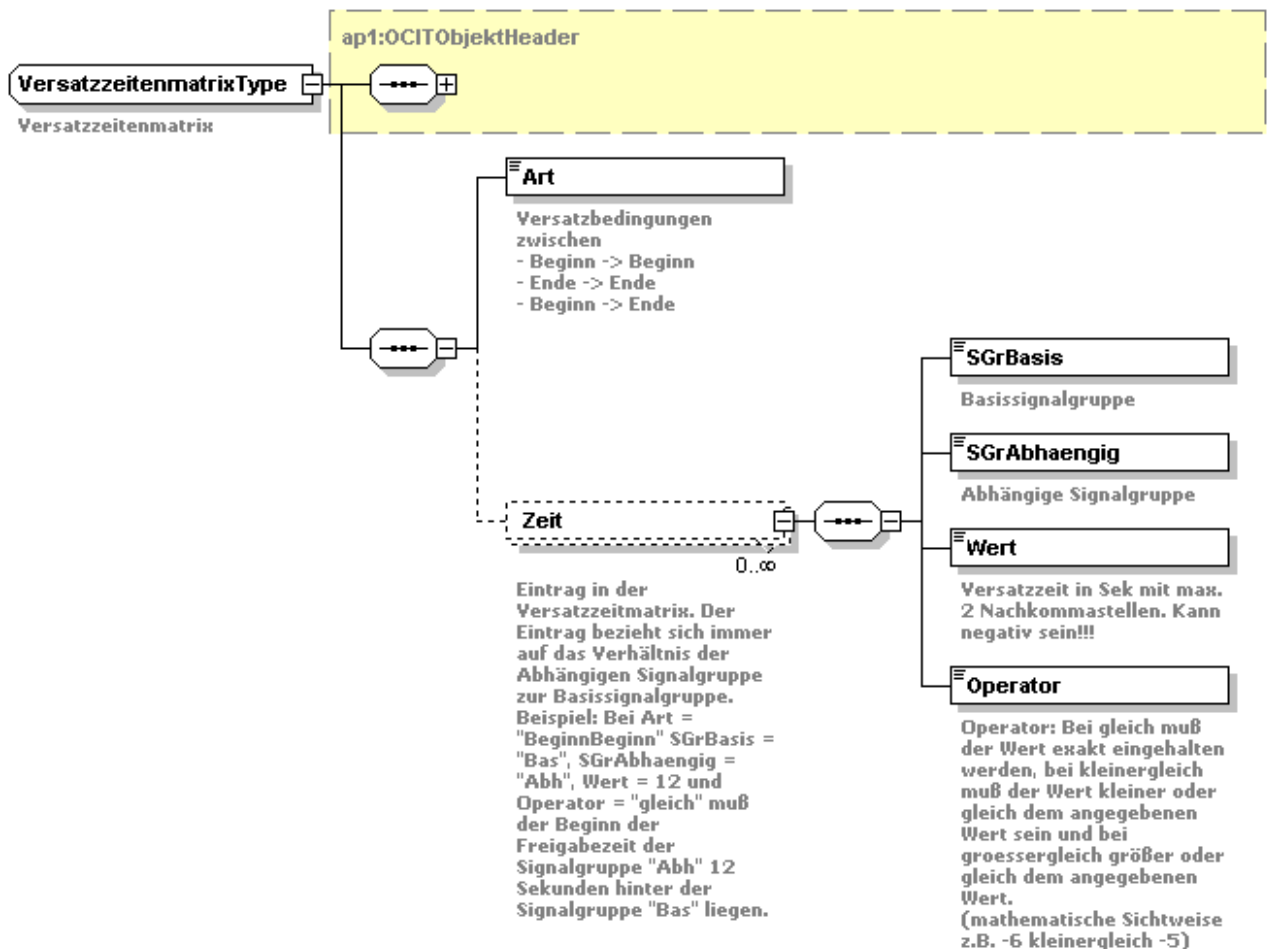 ap1:OCITObjektHeader
VersatzzeitenmatrixType
Versatzzeitenmatrix
Art
Versatzbedingungen
zwischen
- Beginn -> Beginn
- Ende -> Ende
- Beginn -> Ende
Zeit
0..∞
Eintrag in der
Versatzzeitmatrix. Der
Eintrag bezieht sich immer
auf das Verhältnis der
Abhängigen Signalgruppe
zur Basissignalgruppe.
Beispiel: Bei Art =
"BeginnBeginn" SGrBasis =
"Bas", SGrAbhaengig =
"Abh", Wert = 12 und
Operator = "gleich" muß
der Beginn der
Freigabezeit der
Signalgruppe "Abh" 12
Sekunden hinter der
Signalgruppe "Bas" liegen.
SGrBasis
Basissignalgruppe
SGrAbhaengig
Abhängige Signalgruppe
Wert
Versatzzeit in Sek mit max.
2 Nachkommastellen. Kann
negativ sein!!!
Operator
Operator: Bei gleich muß
der Wert exakt eingehalten
werden, bei kleinergleich
muß der Wert kleiner oder
gleich dem angegebenen
Wert sein und bei
groessergleich größer oder
gleich dem angegebenen
Wert.
(mathematische Sichtweise
z.B. -6 kleinergleich -5)